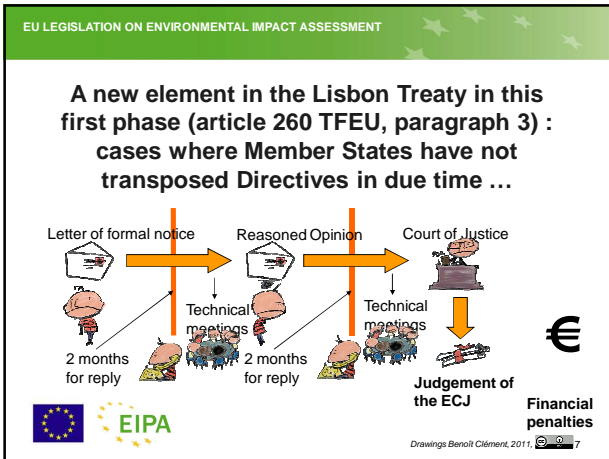 EU LEGISLATION ON ENVIRONMENTAL IMPACT ASSESSMENT
A new element in the Lisbon Treaty in this
first phase (article 260 TFEU, paragraph 3) :
cases where Member States have not
transposed Directives in due time …
Letter of formal notice
Reasoned Opinion
Court of Justice
Technical
meetings
Technical
meetings
2 months
for reply
2 months
for reply
€
Judgement of
the ECJ
Financial
penalties
EIPA
Drawings Benoît Clément, 2011,
7